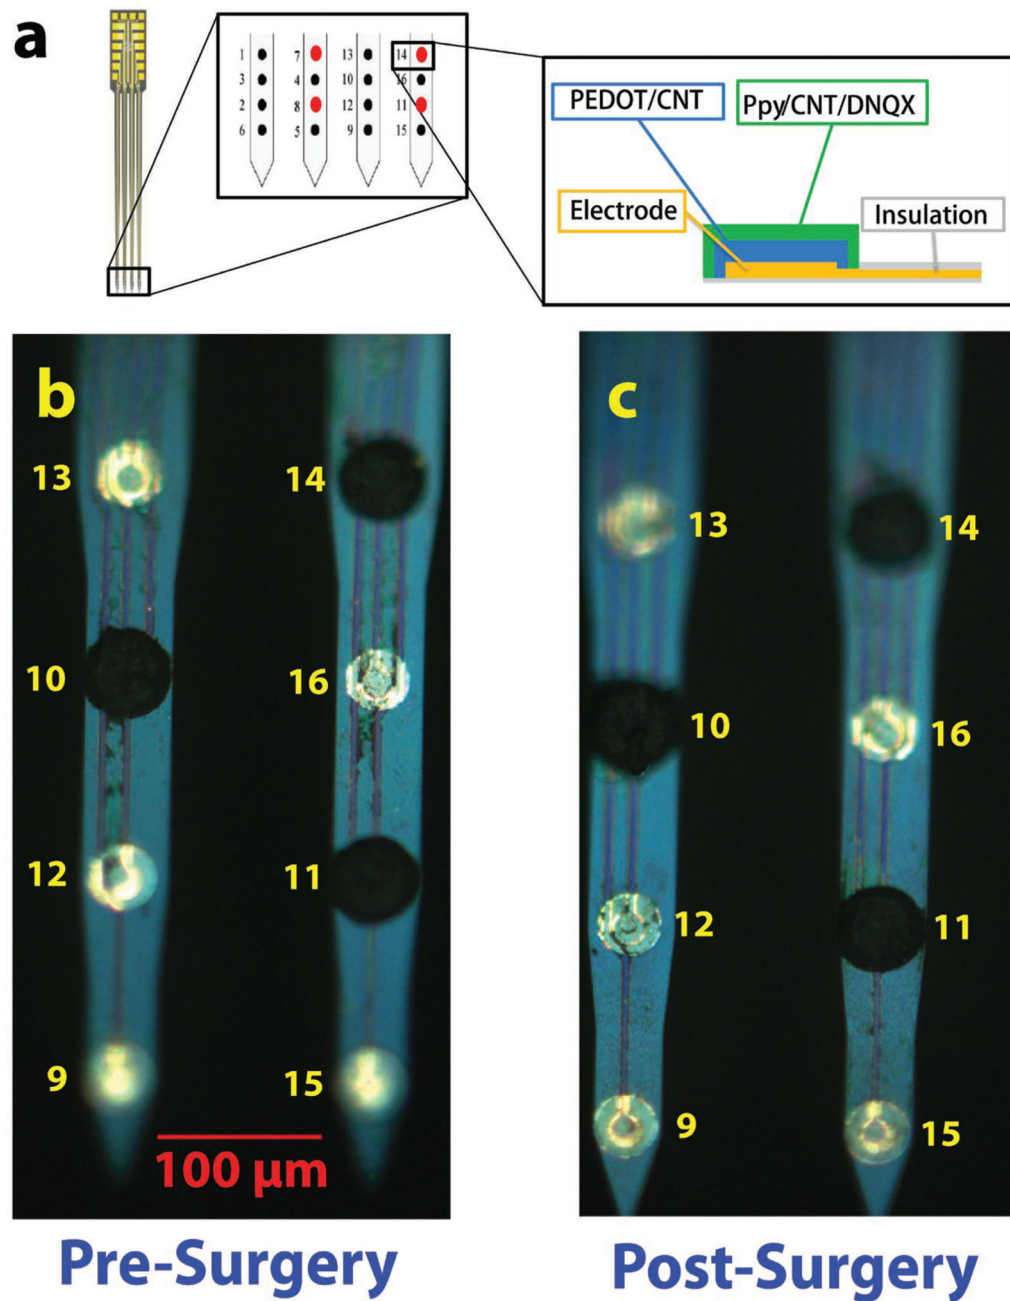 a
1 7 13 14
3 4 10 16
2 8 12 11
6 5 9 15
PEDOT/CNT
Ppy/CNT/DNQX
Electrode
Insulation
b
13
14
10
16
12
11
9
15
100 µm
Pre-Surgery
c
13
14
10
16
12
11
9
15
Post-Surgery